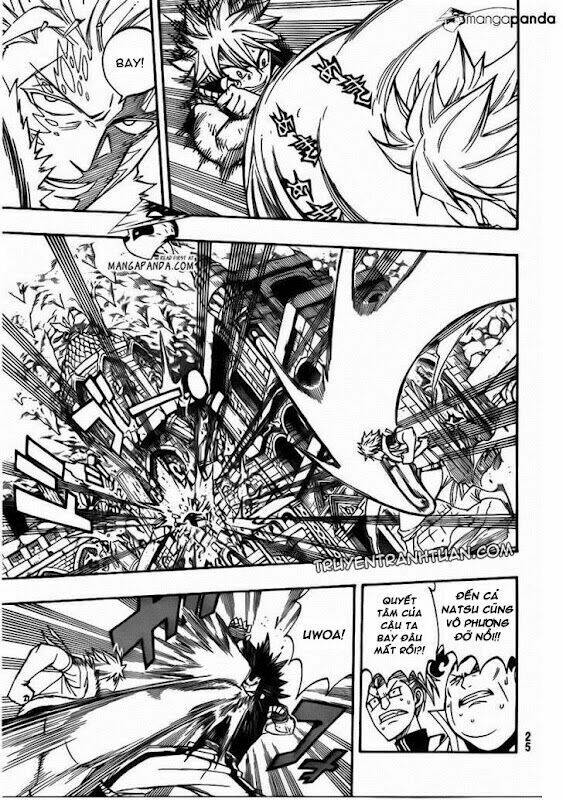 mangapanda
BAY!
READ FIRST AT
MANGAPANDA.COM
TRUYENTRANHTUAN.COM
UWOA!
ĐẾN CẢ
NATSU CŨNG
VÔ PHƯƠNG
ĐỠ NỔI!!
QUYẾT
TÂM CỦA
CẬU TA
BAY ĐÂU
MẤT RỒI?!
25